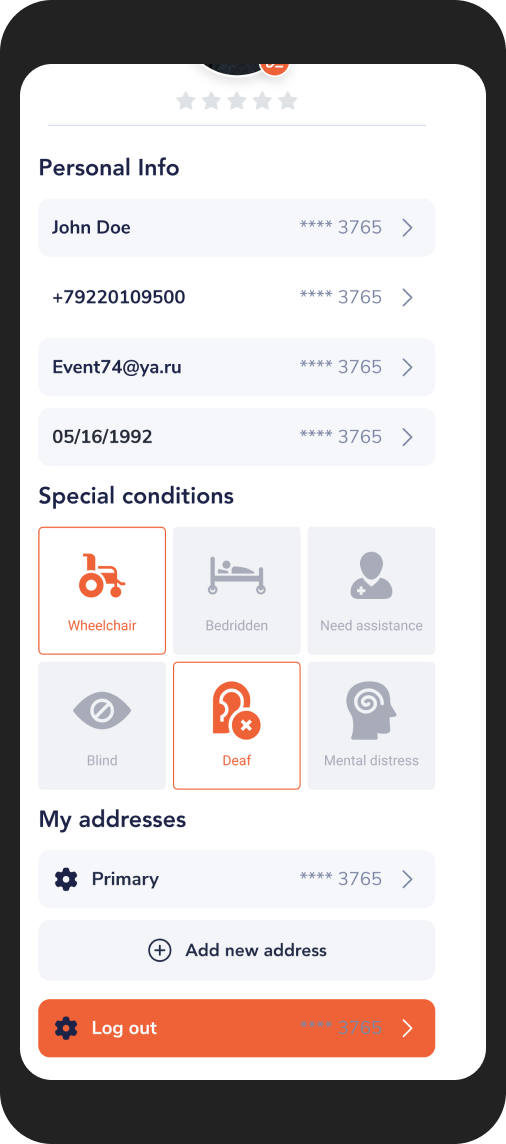 Personal Info
John Doe **** 3765
+79220109500 **** 3765
Event74@ya.ru **** 3765
05/16/1992 **** 3765
Special conditions
Wheelchair Bedridden Need assistance
Blind Deaf Mental distress
My addresses
Primary **** 3765
Add new address
Log out **** 3765